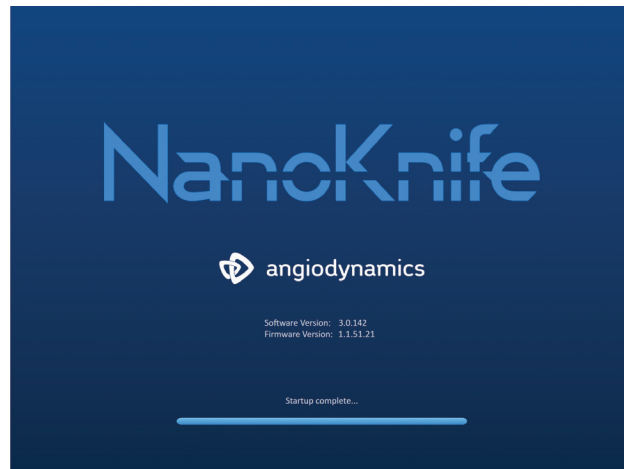 NanoKnife
angiodynamics
Software Version: 3.0.142
Firmware Version: 1.1.51.21
Startup complete...